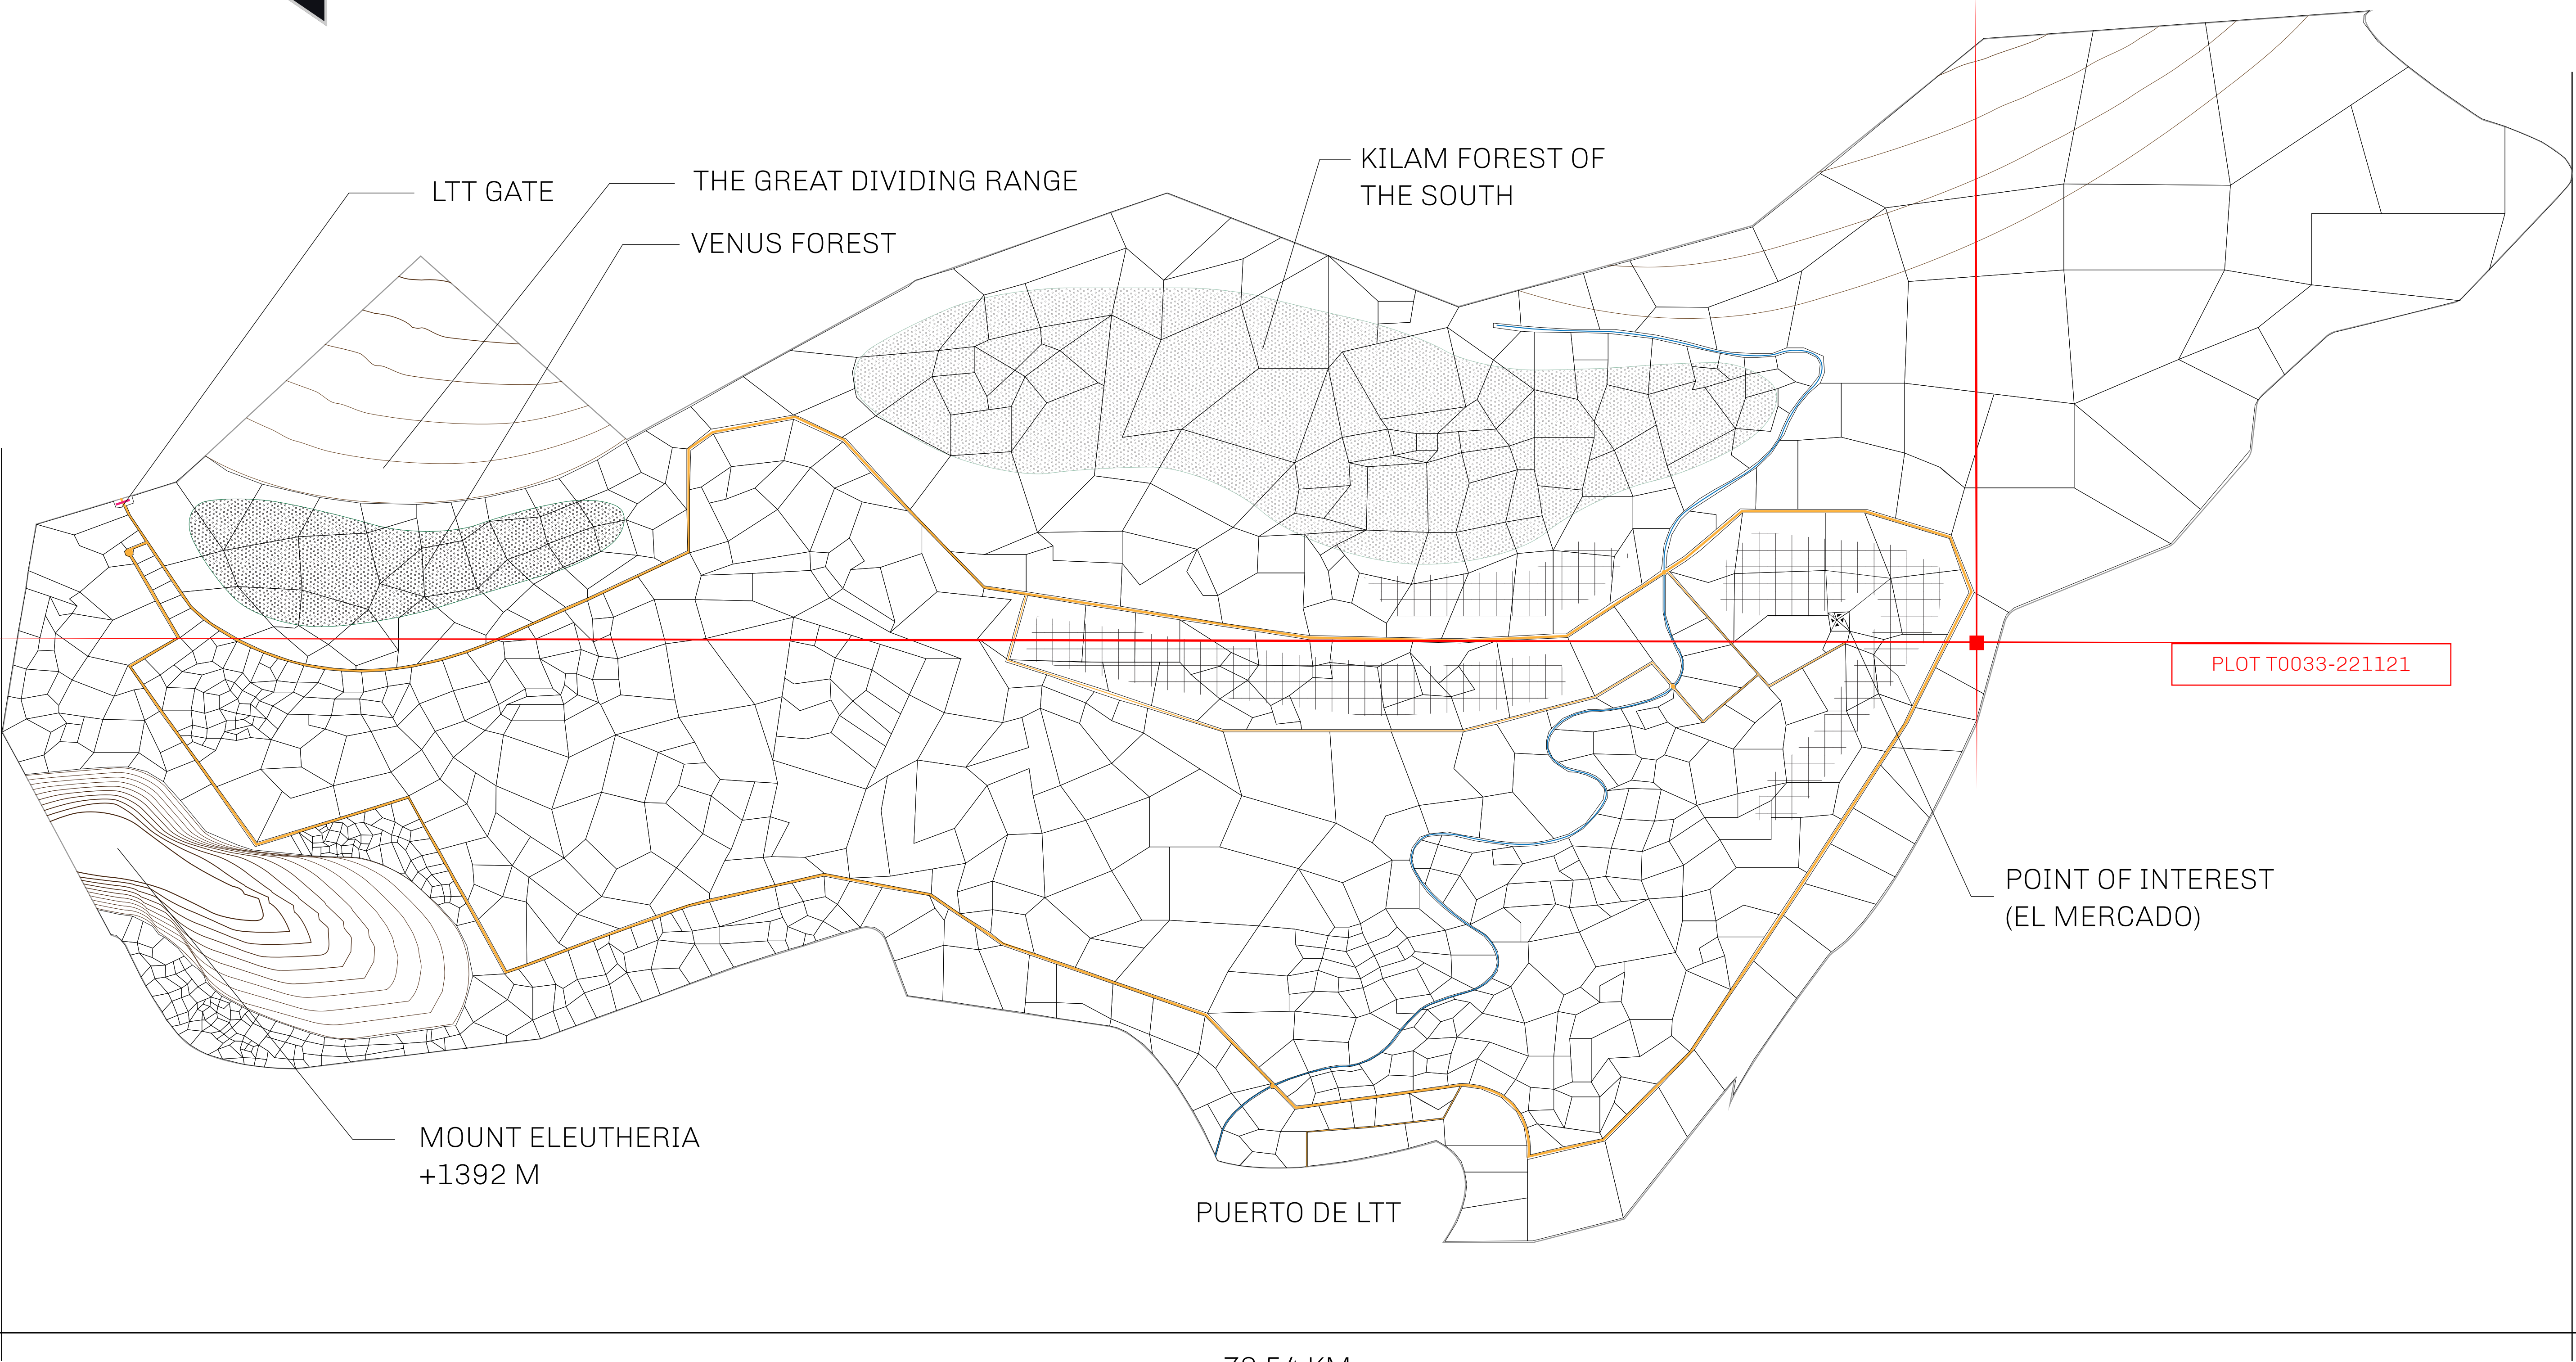 KILAM FOREST OF
THE SOUTH
THE GREAT DIVIDING RANGE
LTT GATE
VENUS FOREST
PLOT T0033-221121
POINT OF INTEREST
(EL MERCADO)
MOUNT ELEUTHERIA
+1392 M
PUERTO DE LTT
KM